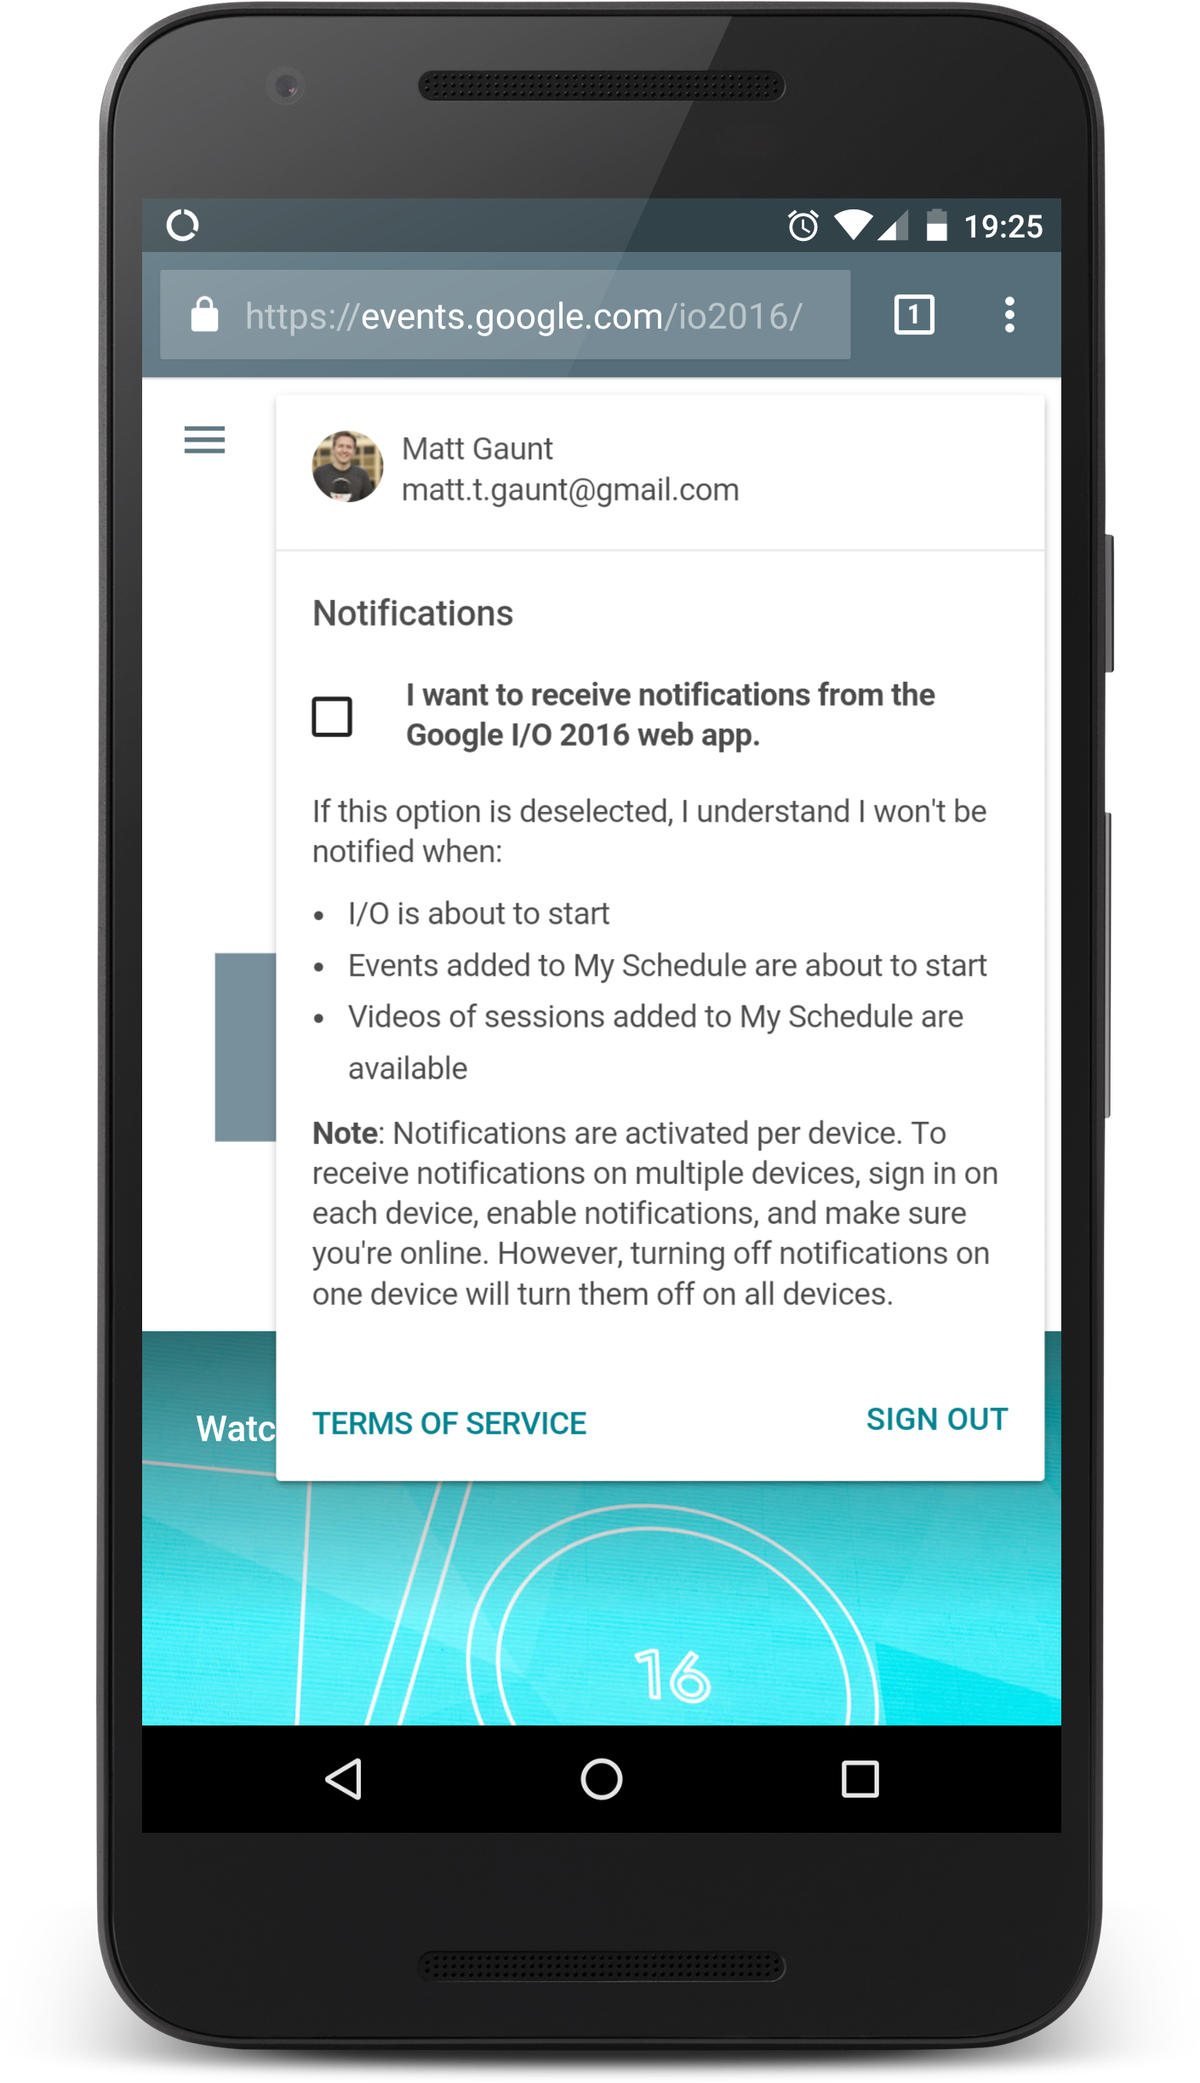 19:25
https://events.google.com/io2016/
1
Matt Gaunt
matt.t.gaunt@gmail.com
Notifications
I want to receive notifications from the
Google I/O 2016 web app.
If this option is deselected, I understand I won't be
notified when:
• I/O is about to start
• Events added to My Schedule are about to start
• Videos of sessions added to My Schedule are
available
Note: Notifications are activated per device. To
receive notifications on multiple devices, sign in on
each device, enable notifications, and make sure
you're online. However, turning off notifications on
one device will turn them off on all devices.
Watc
TERMS OF SERVICE
SIGN OUT
16